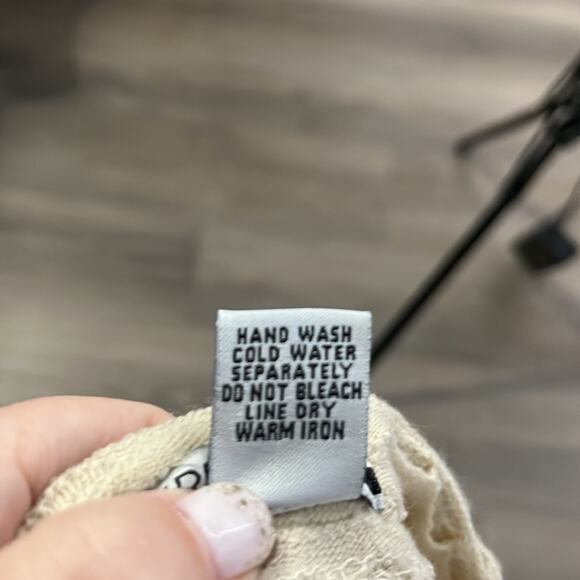 HAND WASH
COLD WATER
SEPARATELY
DO NOT BLEACH
LINE DRY
WARM IRON